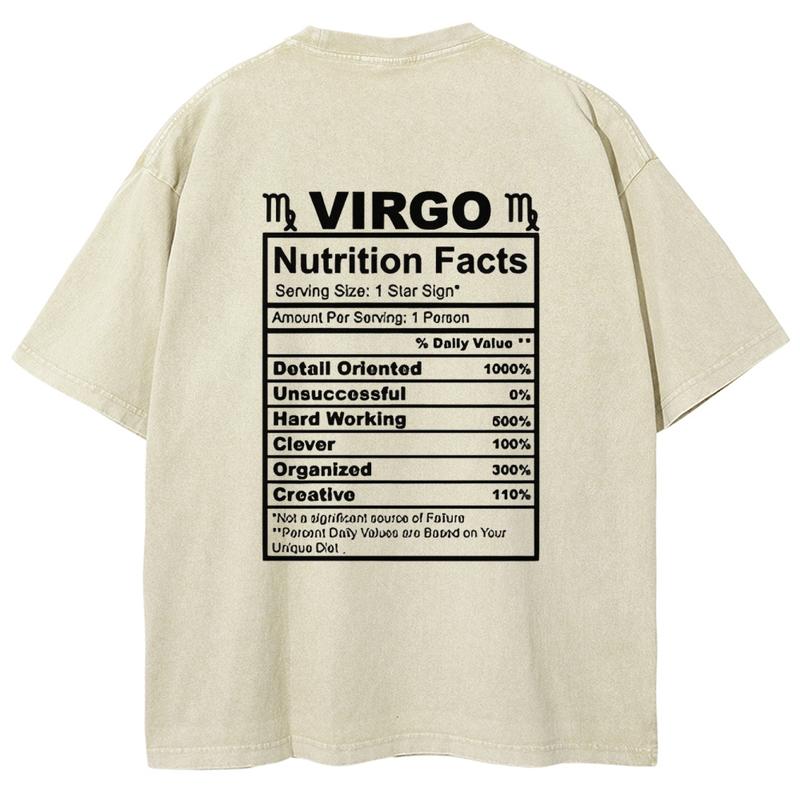 ♍ VIRGO ♍
Nutrition Facts
Serving Size: 1 Star Sign*
Amount Per Serving: 1 Person
% Daily Value **
Detail Oriented 1000%
Unsuccessful 0%
Hard Working 500%
Clever 100%
Organized 300%
Creative 110%
*Not a significant source of Failure
**Percent Daily Values are Based on Your
Unique Diet .